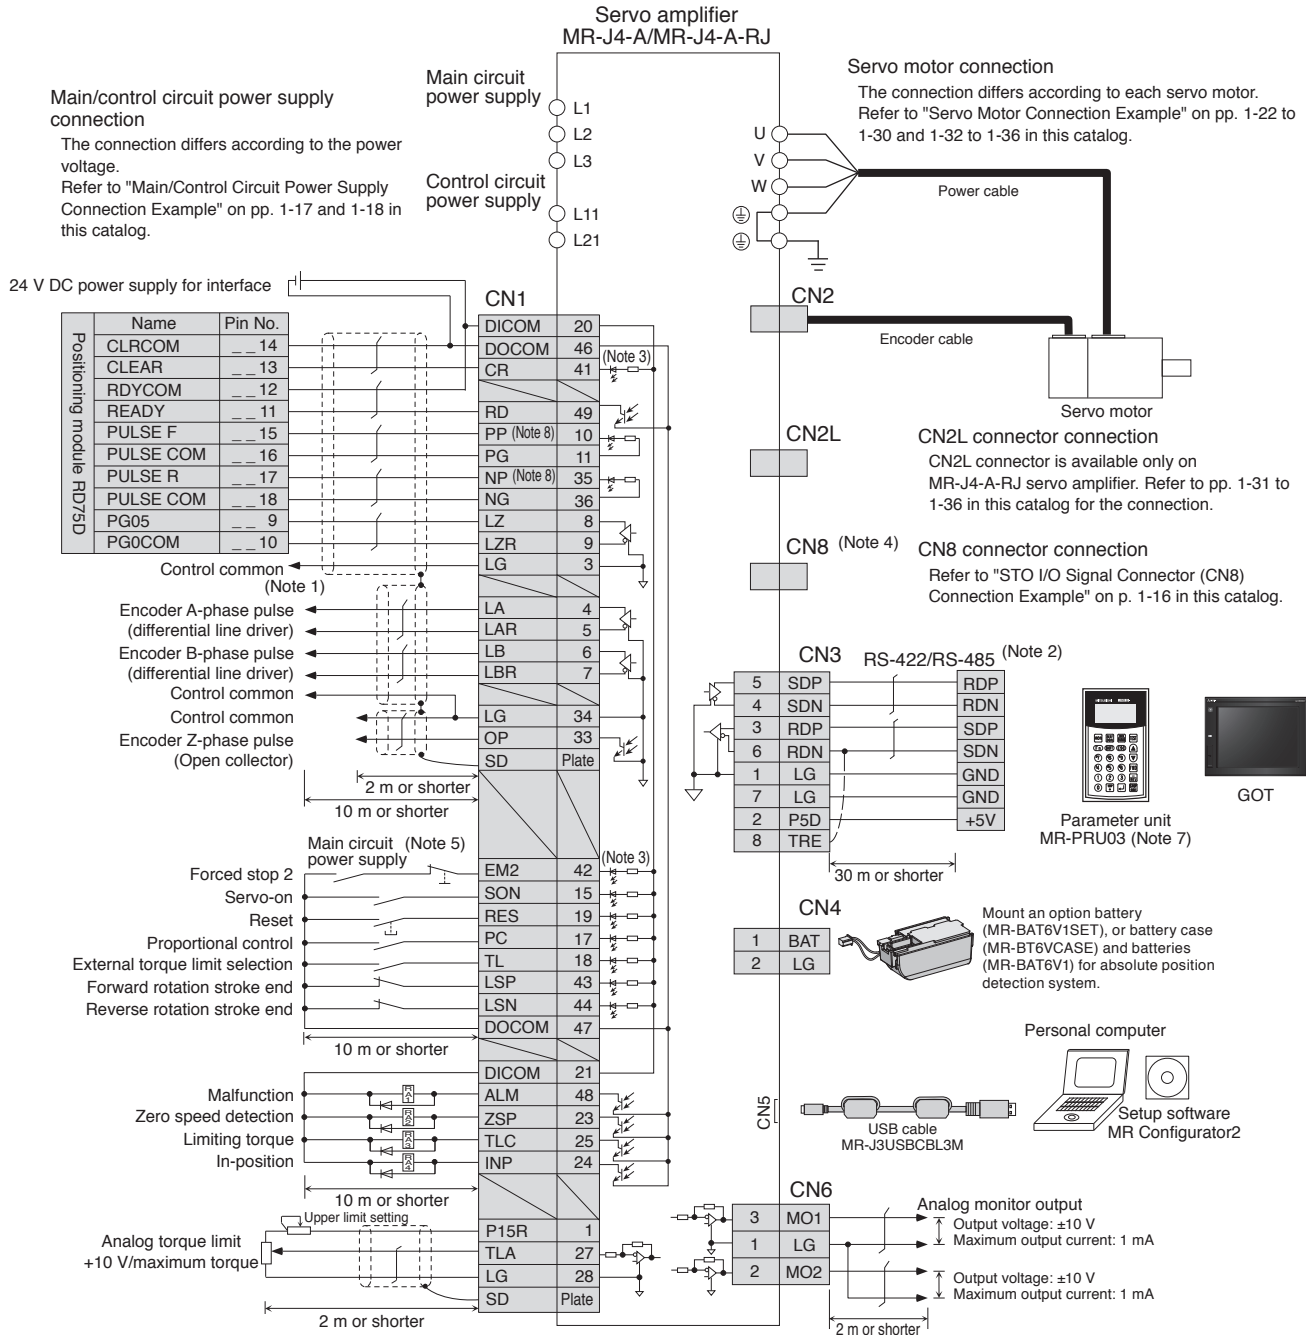 Servo amplifier
MR-J4-A/MR-J4-A-RJ
Main/control circuit power supply
connection
The connection differs according to the power
voltage.
Refer to "Main/Control Circuit Power Supply
Connection Example" on pp. 1-17 and 1-18 in
this catalog.
Main circuit
power supply
L1
L2
L3
Control circuit
power supply
L11
L21
Servo motor connection
The connection differs according to each servo motor.
Refer to "Servo Motor Connection Example" on pp. 1-22 to
1-30 and 1-32 to 1-36 in this catalog.
U
V
W
Power cable
CN2
Encoder cable
Servo motor
24 V DC power supply for interface
Positioning module RD75D
Name Pin No.
CLRCOM _ _ 14
CLEAR _ _ 13
RDYCOM _ _ 12
READY _ _ 11
PULSE F _ _ 15
PULSE COM _ _ 16
PULSE R _ _ 17
PULSE COM _ _ 18
PG05 _ _ 9
PG0COM _ _ 10
CN1
DICOM 20
DOCOM 46
CR 41
(Note 3)
RD 49
PP (Note 8) 10
PG 11
NP (Note 8) 35
NG 36
LZ 8
LZR 9
LG 3
LA 4
LAR 5
LB 6
LBR 7
LG 34
OP 33
SD Plate
Control common
(Note 1)
Encoder A-phase pulse
(differential line driver)
Encoder B-phase pulse
(differential line driver)
Control common
Control common
Encoder Z-phase pulse
(Open collector)
2 m or shorter
10 m or shorter
Main circuit
power supply
(Note 5)
(Note 3)
Forced stop 2
Servo-on
Reset
Proportional control
External torque limit selection
Forward rotation stroke end
Reverse rotation stroke end
EM2 42
SON 15
RES 19
PC 17
TL 18
LSP 43
LSN 44
DOCOM 47
10 m or shorter
DICOM 21
ALM 48
ZSP 23
TLC 25
INP 24
Malfunction
Zero speed detection
Limiting torque
In-position
RA1
RA2
RA3
RA4
10 m or shorter
Upper limit setting
Analog torque limit
+10 V/maximum torque
P15R 1
TLA 27
LG 28
SD Plate
2 m or shorter
CN2L
CN2L connector connection
CN2L connector is available only on
MR-J4-A-RJ servo amplifier. Refer to pp. 1-31 to
1-36 in this catalog for the connection.
CN8 (Note 4)
CN8 connector connection
Refer to "STO I/O Signal Connector (CN8)
Connection Example" on p. 1-16 in this catalog.
CN3
RS-422/RS-485 (Note 2)
5 SDP RDP
4 SDN RDN
3 RDP SDP
6 RDN SDN
1 LG GND
7 LG GND
2 P5D +5V
8 TRE
30 m or shorter
Parameter unit
MR-PRU03 (Note 7)
GOT
CN4
1 BAT
2 LG
Mount an option battery
(MR-BAT6V1SET), or battery case
(MR-BT6VCASE) and batteries
(MR-BAT6V1) for absolute position
detection system.
Personal computer
CN5
USB cable
MR-J3USBCBL3M
Setup software
MR Configurator2
CN6
3 MO1
1 LG
2 MO2
Analog monitor output
Output voltage: ±10 V
Maximum output current: 1 mA
Output voltage: ±10 V
Maximum output current: 1 mA
2 m or shorter